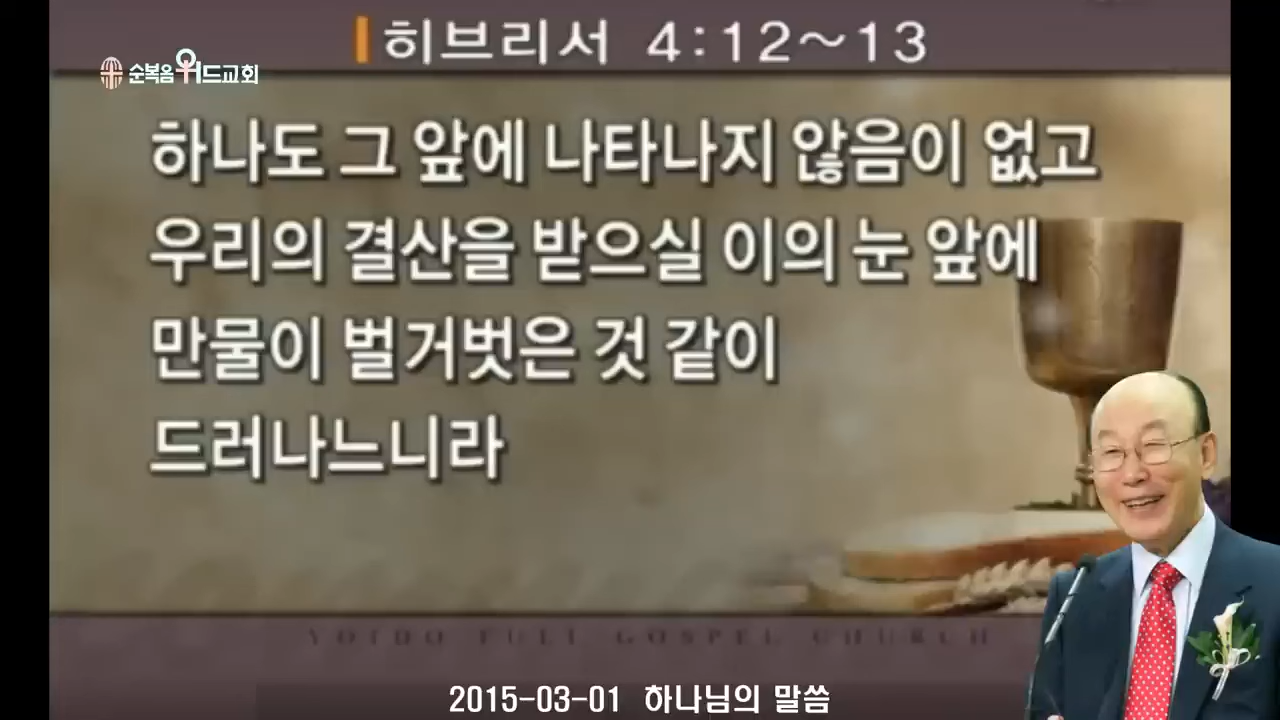 히브리서 4:12~13
순복음워드교회
하나도 그 앞에 나타나지 않음이 없고
우리의 결산을 받으실 이의 눈 앞에
만물이 벌거벗은 것 같이
드러나느니라
YOIDO FULL GOSPEL CHURCH
2015-03-01 하나님의 말씀